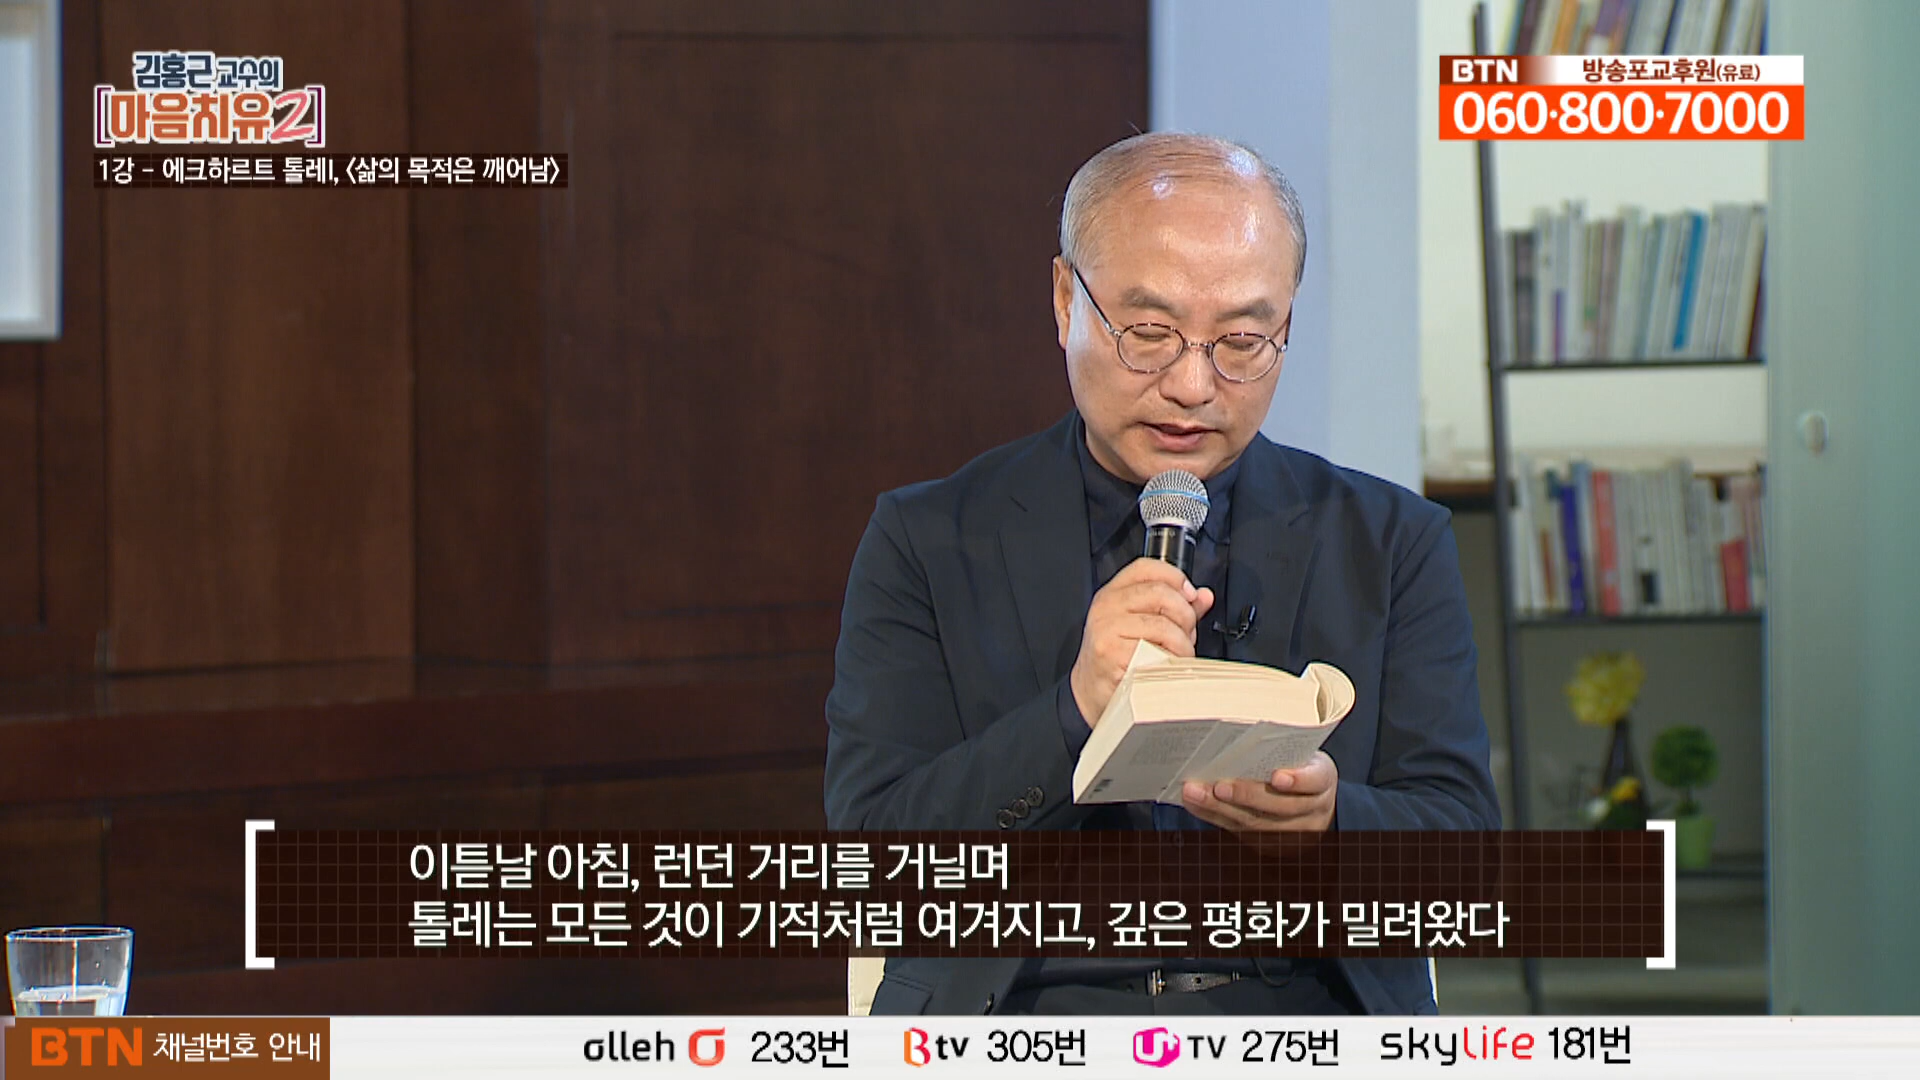 김홍근 교수의
[마음치유2]
1강 - 에크하르트 톨레Ⅰ, <삶의 목적은 깨어남>
BTN 방송포교후원(유료)
060·800·7000
이튿날 아침, 런던 거리를 거닐며
톨레는 모든 것이 기적처럼 여겨지고, 깊은 평화가 밀려왔다
BTN 채널번호 안내 olleh 233번 B tv 305번 U+ TV 275번 skylife 181번